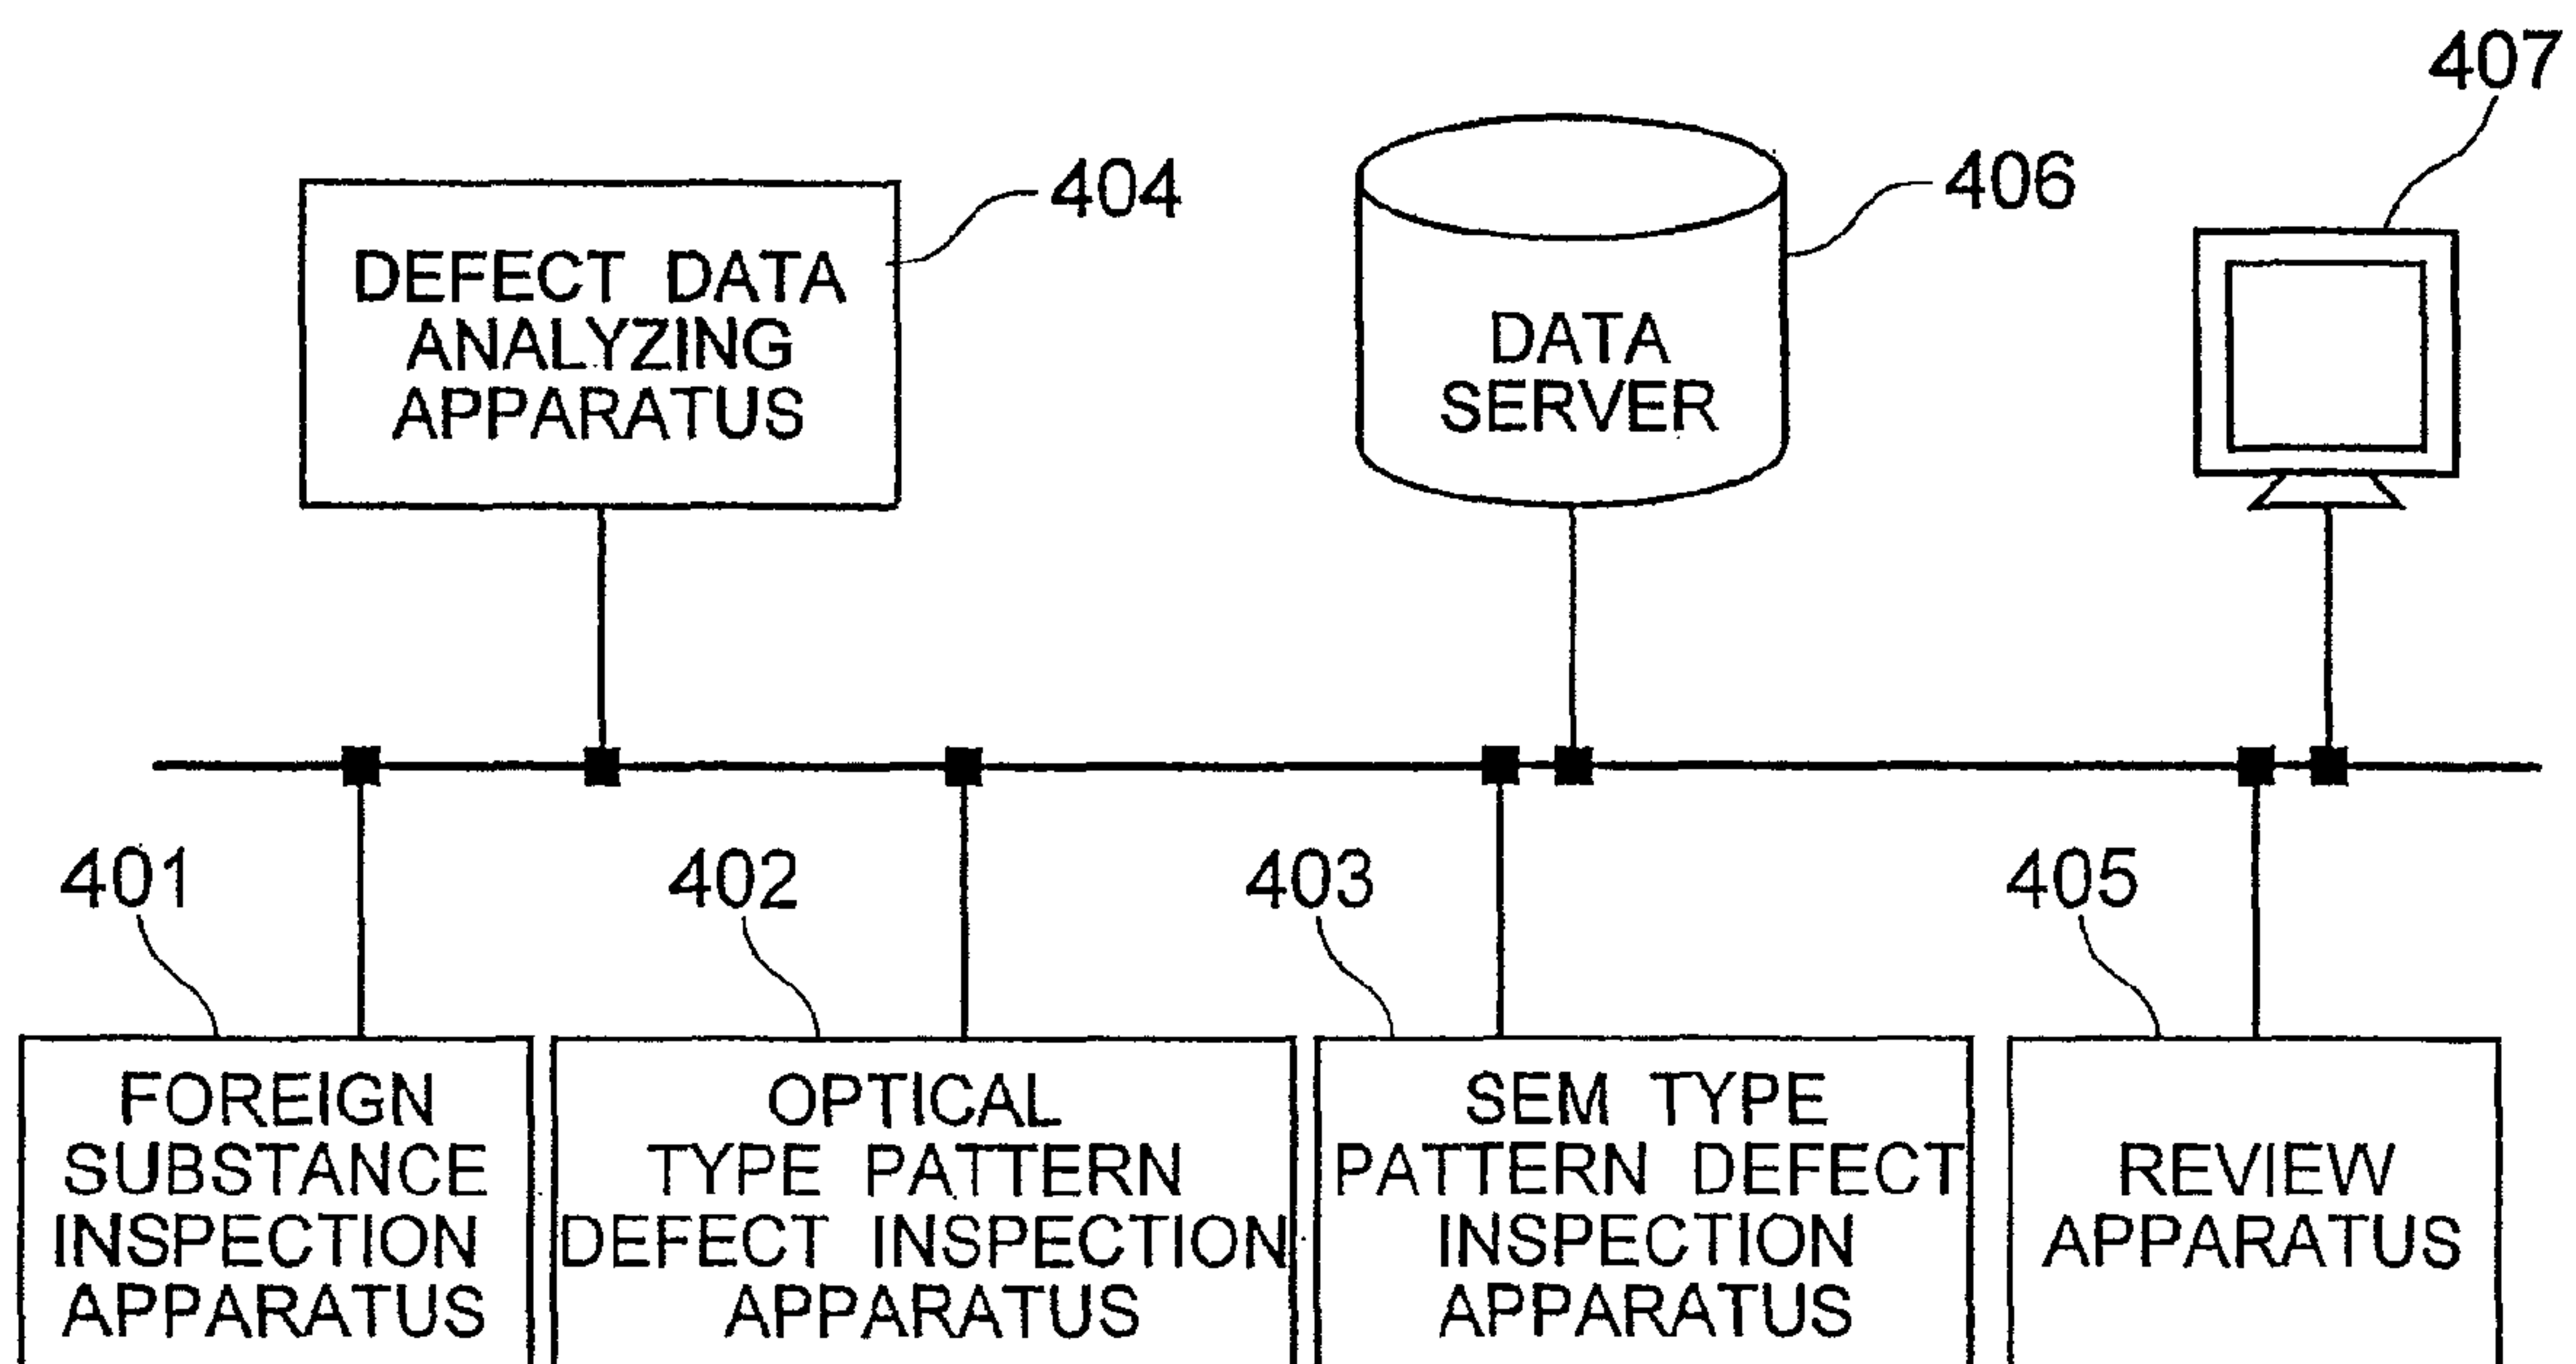 407
404
406
DEFECT DATA
ANALYZING
APPARATUS
DATA
SERVER
401
402
403
405
FOREIGN
SUBSTANCE
INSPECTION
APPARATUS
OPTICAL
TYPE PATTERN
DEFECT INSPECTION
APPARATUS
SEM TYPE
PATTERN DEFECT
INSPECTION
APPARATUS
REVIEW
APPARATUS